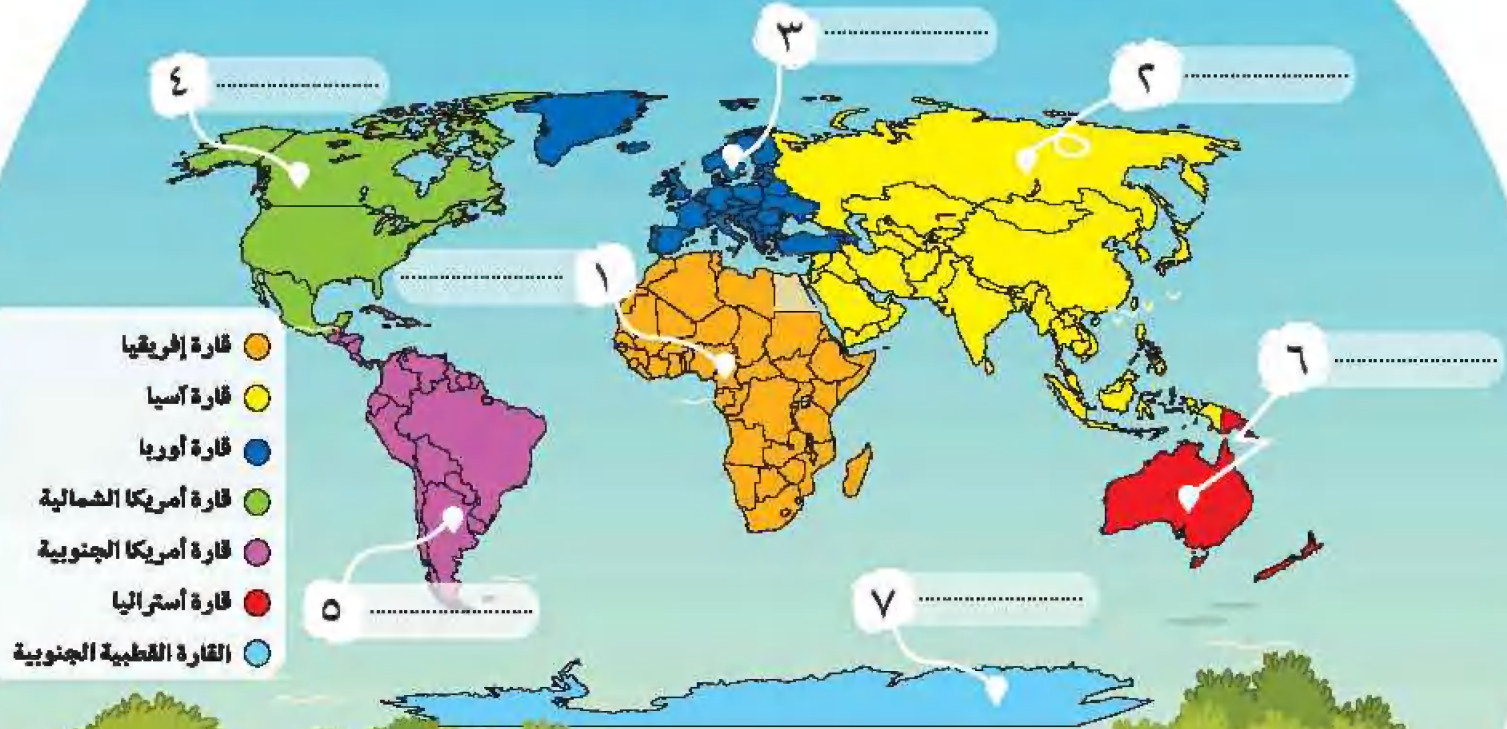 ٣ ..........
٢ ..........
٤ ..........
١ ..........
٦ ..........
٥ ..........
٧ ..........
قارة إفريقيا
قارة آسيا
قارة أوربا
قارة أمريكا الشمالية
قارة أمريكا الجنوبية
قارة أستراليا
القارة القطبية الجنوبية